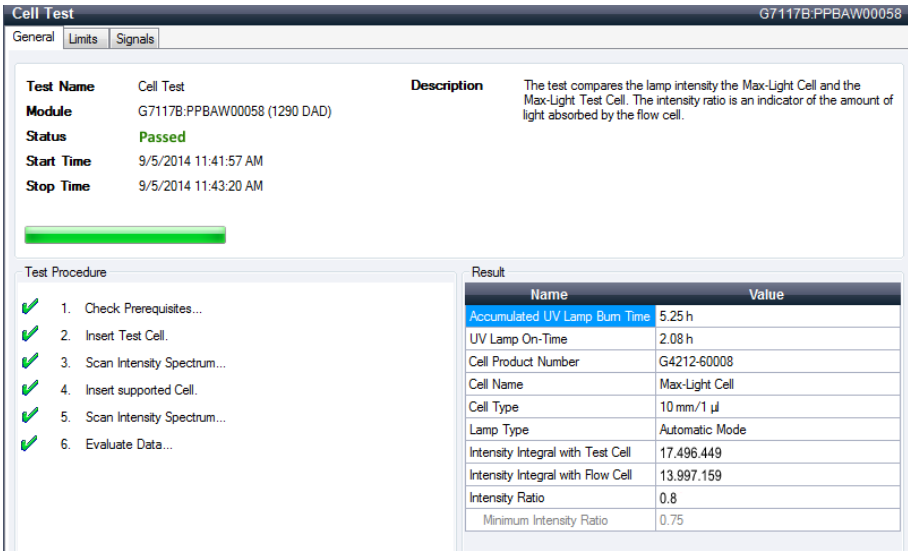 Cell Test G7117B:PPBAW00058
General Limits Signals
Test Name Cell Test Description The test compares the lamp intensity the Max-Light Cell and the
Max-Light Test Cell. The intensity ratio is an indicator of the amount of
light absorbed by the flow cell.
Module G7117B:PPBAW00058 (1290 DAD)
Status Passed
Start Time 9/5/2014 11:41:57 AM
Stop Time 9/5/2014 11:43:20 AM
Test Procedure
1. Check Prerequisites...
2. Insert Test Cell.
3. Scan Intensity Spectrum...
4. Insert supported Cell.
5. Scan Intensity Spectrum...
6. Evaluate Data...
Result
Name Value
Accumulated UV Lamp Burn Time 5.25 h
UV Lamp On-Time 2.08 h
Cell Product Number G4212-60008
Cell Name Max-Light Cell
Cell Type 10 mm/1 µl
Lamp Type Automatic Mode
Intensity Integral with Test Cell 17.496.449
Intensity Integral with Flow Cell 13.997.159
Intensity Ratio 0.8
Minimum Intensity Ratio 0.75